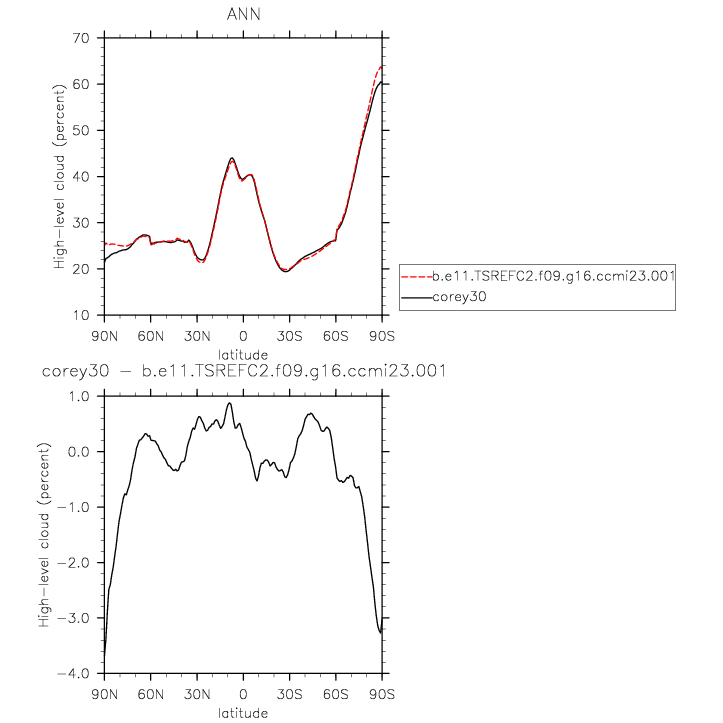 ANN
70
60
50
40
30
20
10
High-level cloud (percent)
90N 60N 30N 0 30S 60S 90S
latitude
b.e11.TSREFC2.f09.g16.ccmi23.001
corey30
corey30 - b.e11.TSREFC2.f09.g16.ccmi23.001
1.0
0.0
-1.0
-2.0
-3.0
-4.0
High-level cloud (percent)
90N 60N 30N 0 30S 60S 90S
latitude